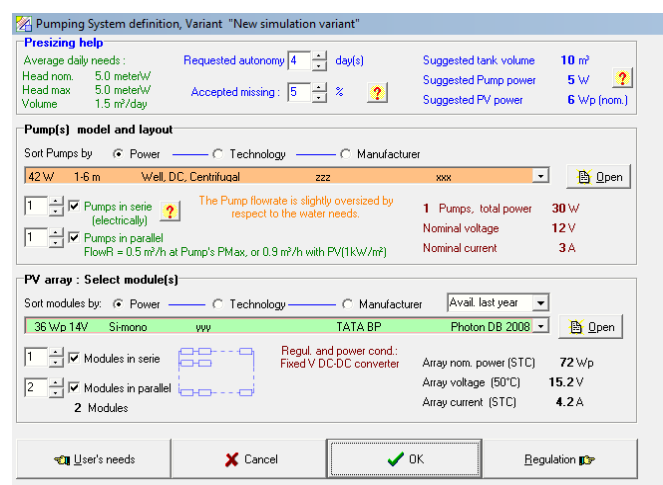 Pumping System definition, Variant "New simulation variant"
Presizing help
Average daily needs :
Head nom. 5.0 meterW
Head max 5.0 meterW
Volume 1.5 m³/day
Requested autonomy 4 day(s)
Accepted missing : 5 % ?
Suggested tank volume 10 m³
Suggested Pump power 5 W
Suggested PV power 6 Wp (nom.)
?
Pump(s) model and layout
Sort Pumps by Power Technology Manufacturer
42 W 1-6 m Well, DC, Centrifugal zzz xxx Open
1 Pumps in serie
(electrically) ?
1 Pumps in parallel
The Pump flowrate is slightly oversized by
respect to the water needs.
FlowR = 0.5 m³/h at Pump's PMax, or 0.9 m³/h with PV(1kW/m²)
1 Pumps, total power 30 W
Nominal voltage 12 V
Nominal current 3 A
PV array : Select module(s)
Sort modules by: Power Technology Manufacturer Avail. last year
36 Wp 14V Si-mono yyy TATA BP Photon DB 2008 Open
1 Modules in serie
2 Modules in parallel
2 Modules
Regul. and power cond.:
Fixed V DC-DC converter
Array nom. power (STC) 72 Wp
Array voltage (50°C) 15.2 V
Array current (STC) 4.2 A
User's needs Cancel OK Regulation